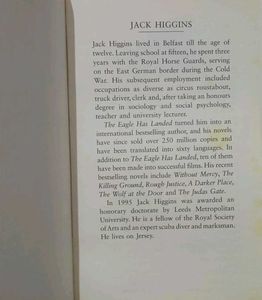 JACK HIGGINS
Jack Higgins lived in Belfast till the age of
twelve. Leaving school at fifteen, he spent three
years with the Royal Horse Guards, serving
on the East German border during the Cold
War. His subsequent employment included
occupations as diverse as circus roustabout,
truck driver, clerk and, after taking an honours
degree in sociology and social psychology,
teacher and university lecturer.
The Eagle Has Landed turned him into an
international bestselling author, and his novels
have since sold over 250 million copies and
have been translated into sixty languages. In
addition to The Eagle Has Landed, ten of them
have been made into successful films. His recent
bestselling novels include Without Mercy, The
Killing Ground, Rough Justice, A Darker Place,
The Wolf at the Door and The Judas Gate.
In 1995 Jack Higgins was awarded an
honorary doctorate by Leeds Metropolitan
University. He is a fellow of the Royal Society
of Arts and an expert scuba diver and marksman.
He lives on Jersey.